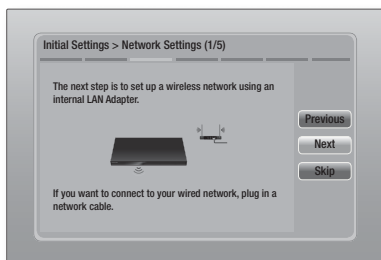 Initial Settings > Network Settings (1/5)
The next step is to set up a wireless network using an
internal LAN Adapter.
If you want to connect to your wired network, plug in a
network cable.
Previous
Next
Skip